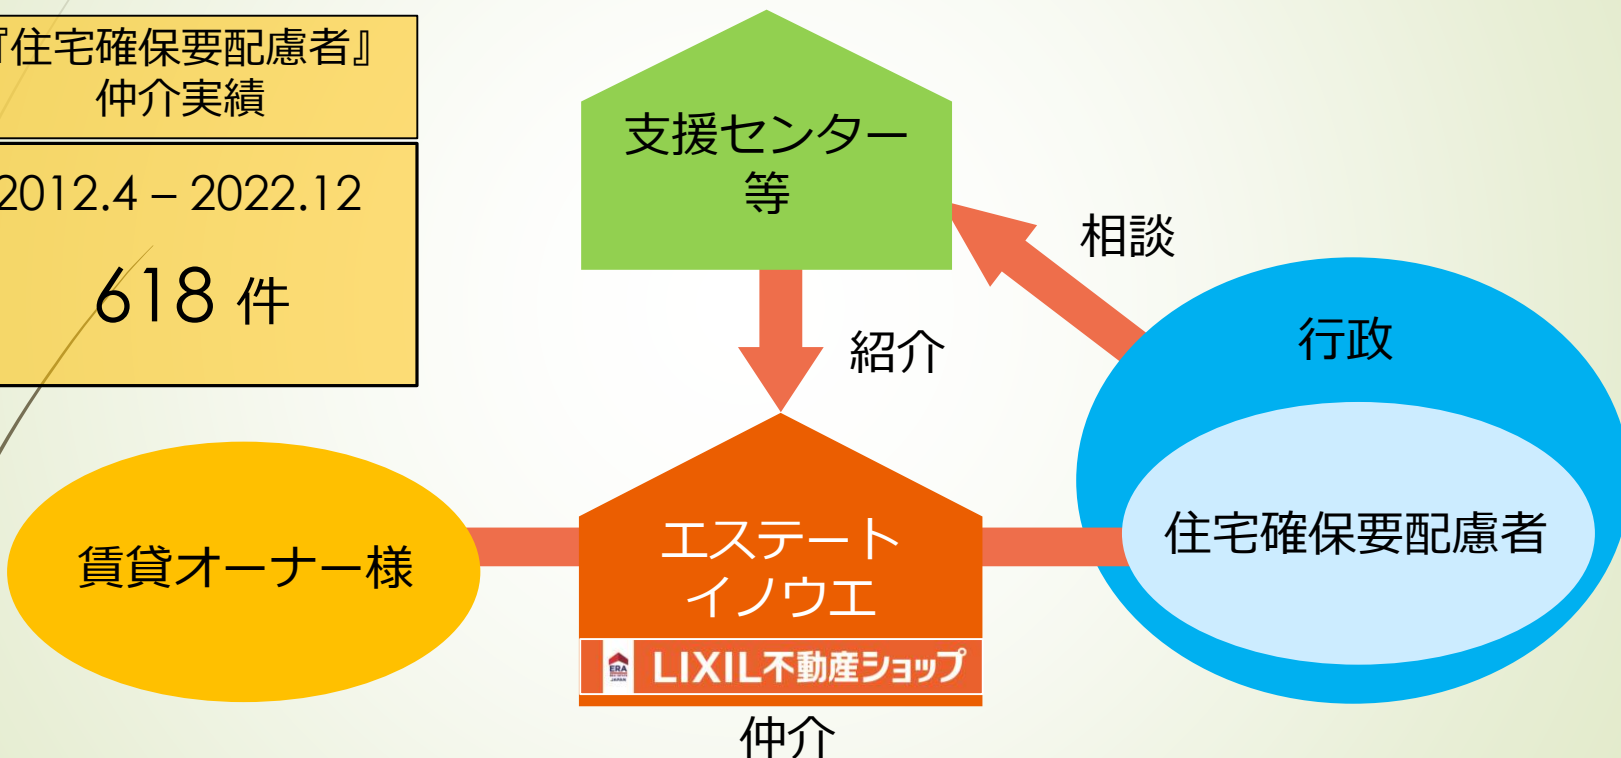 『住宅確保要配慮者』
仲介実績
2012.4 – 2022.12
618 件
支援センター
等
相談
紹介
行政
住宅確保要配慮者
賃貸オーナー様
エステート
イノウエ
ERA
JAPAN
LIXIL不動産ショップ
仲介